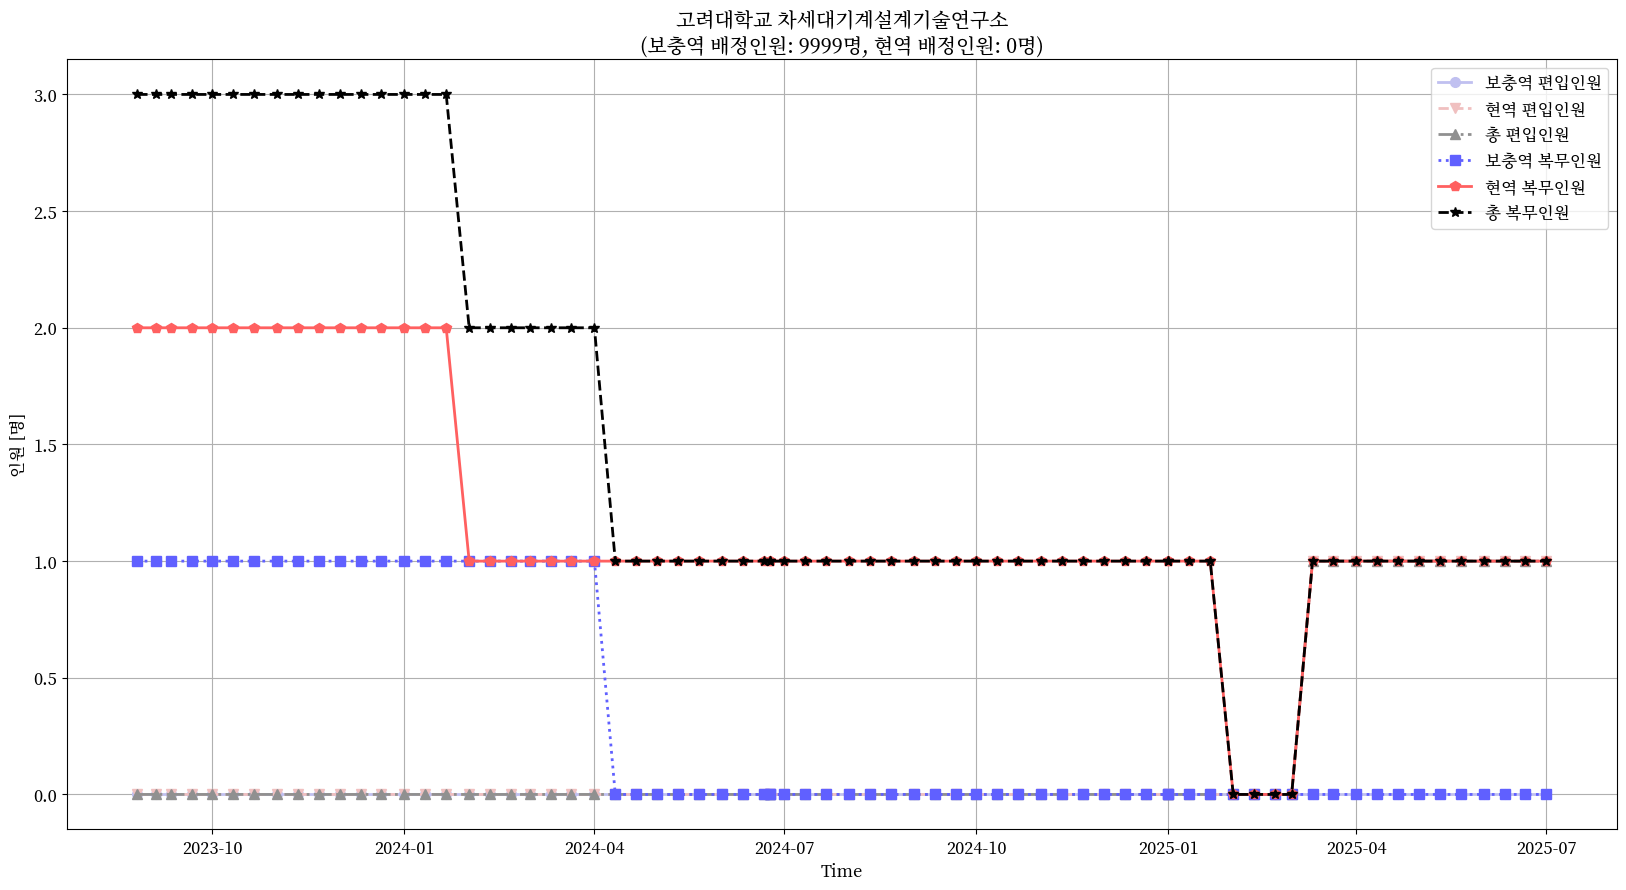 고려대학교 차세대기계설계기술연구소
(보충역 배정인원: 9999명, 현역 배정인원: 0명)
보충역 편입인원
현역 편입인원
총 편입인원
보충역 복무인원
현역 복무인원
총 복무인원
인원 [명]
3.0
2.5
2.0
1.5
1.0
0.5
0.0
2023-10 2024-01 2024-04 2024-07 2024-10 2025-01 2025-04 2025-07
Time